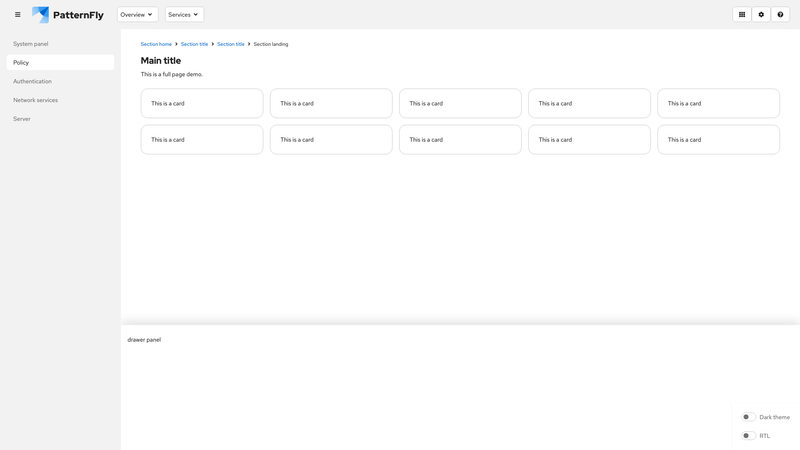 PatternFly
Overview
Services
System panel
Policy
Authentication
Network services
Server
Section home
Section title
Section title
Section landing
Main title
This is a full page demo.
This is a card
This is a card
This is a card
This is a card
This is a card
This is a card
This is a card
This is a card
This is a card
This is a card
drawer panel
Dark theme
RTL